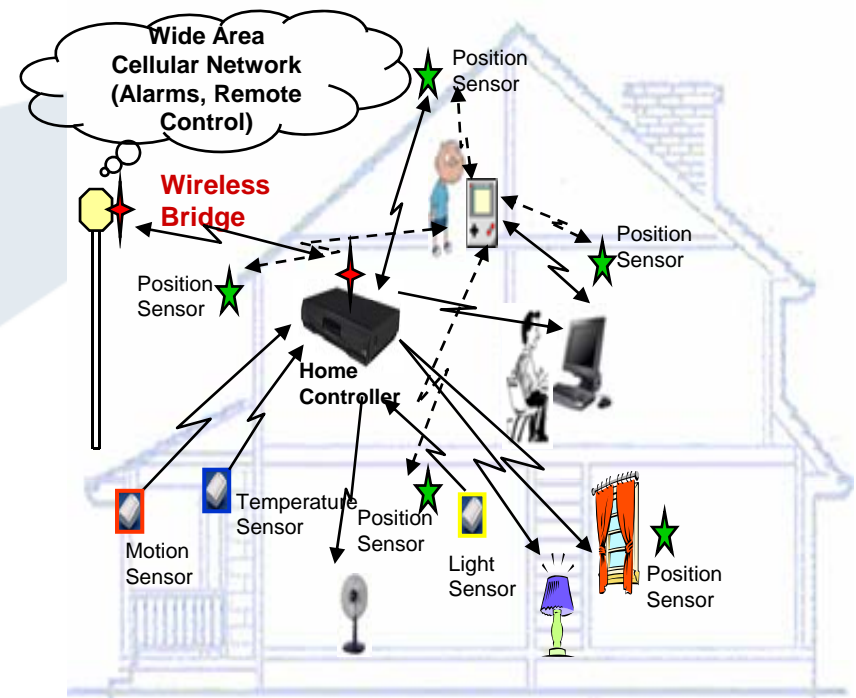 Wide Area
Cellular Network
(Alarms, Remote
Control)
Position
Sensor
Wireless
Bridge
Position
Sensor
Position
Sensor
Home
Controller
Temperature
Sensor
Position
Sensor
Motion
Sensor
Light
Sensor
Position
Sensor